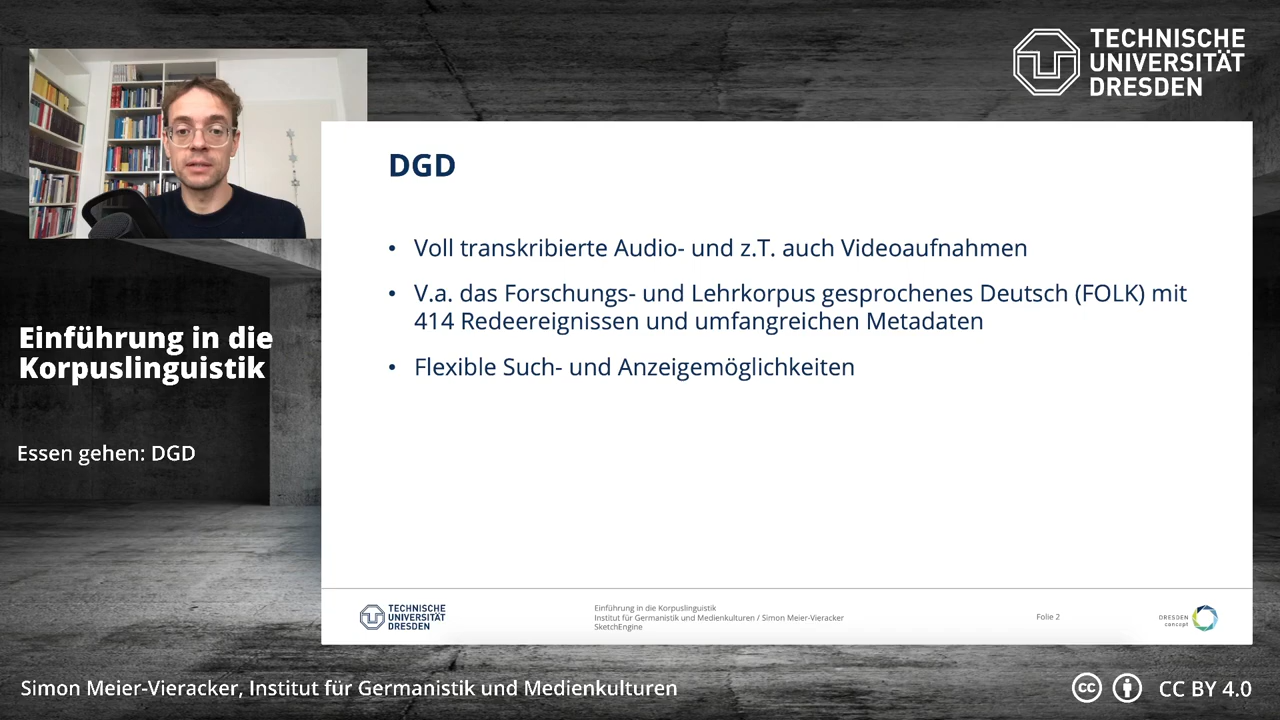 TECHNISCHE
UNIVERSITÄT
DRESDEN
DGD
• Voll transkribierte Audio- und z.T. auch Videoaufnahmen
• V.a. das Forschungs- und Lehrkorpus gesprochenes Deutsch (FOLK) mit
414 Redeereignissen und umfangreichen Metadaten
• Flexible Such- und Anzeigemöglichkeiten
Einführung in die
Korpuslinguistik
Essen gehen: DGD
TECHNISCHE
UNIVERSITÄT
DRESDEN
Einführung in die Korpuslinguistik
Institut für Germanistik und Medienkulturen / Simon Meier-Vieracker
SketchEngine
Folie 2
DRESDEN
concept
Simon Meier-Vieracker, Institut für Germanistik und Medienkulturen
cc
CC BY 4.0